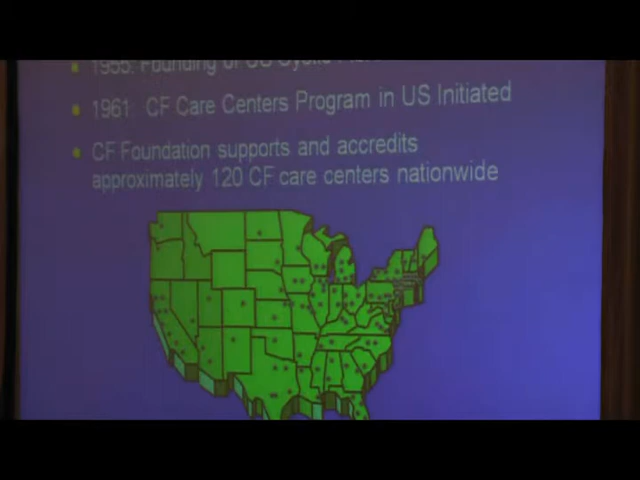 1955: Founding of US Cystic
1961: CF Care Centers Program in US Initiated
CF Foundation supports and accredits
approximately 120 CF care centers nationwide